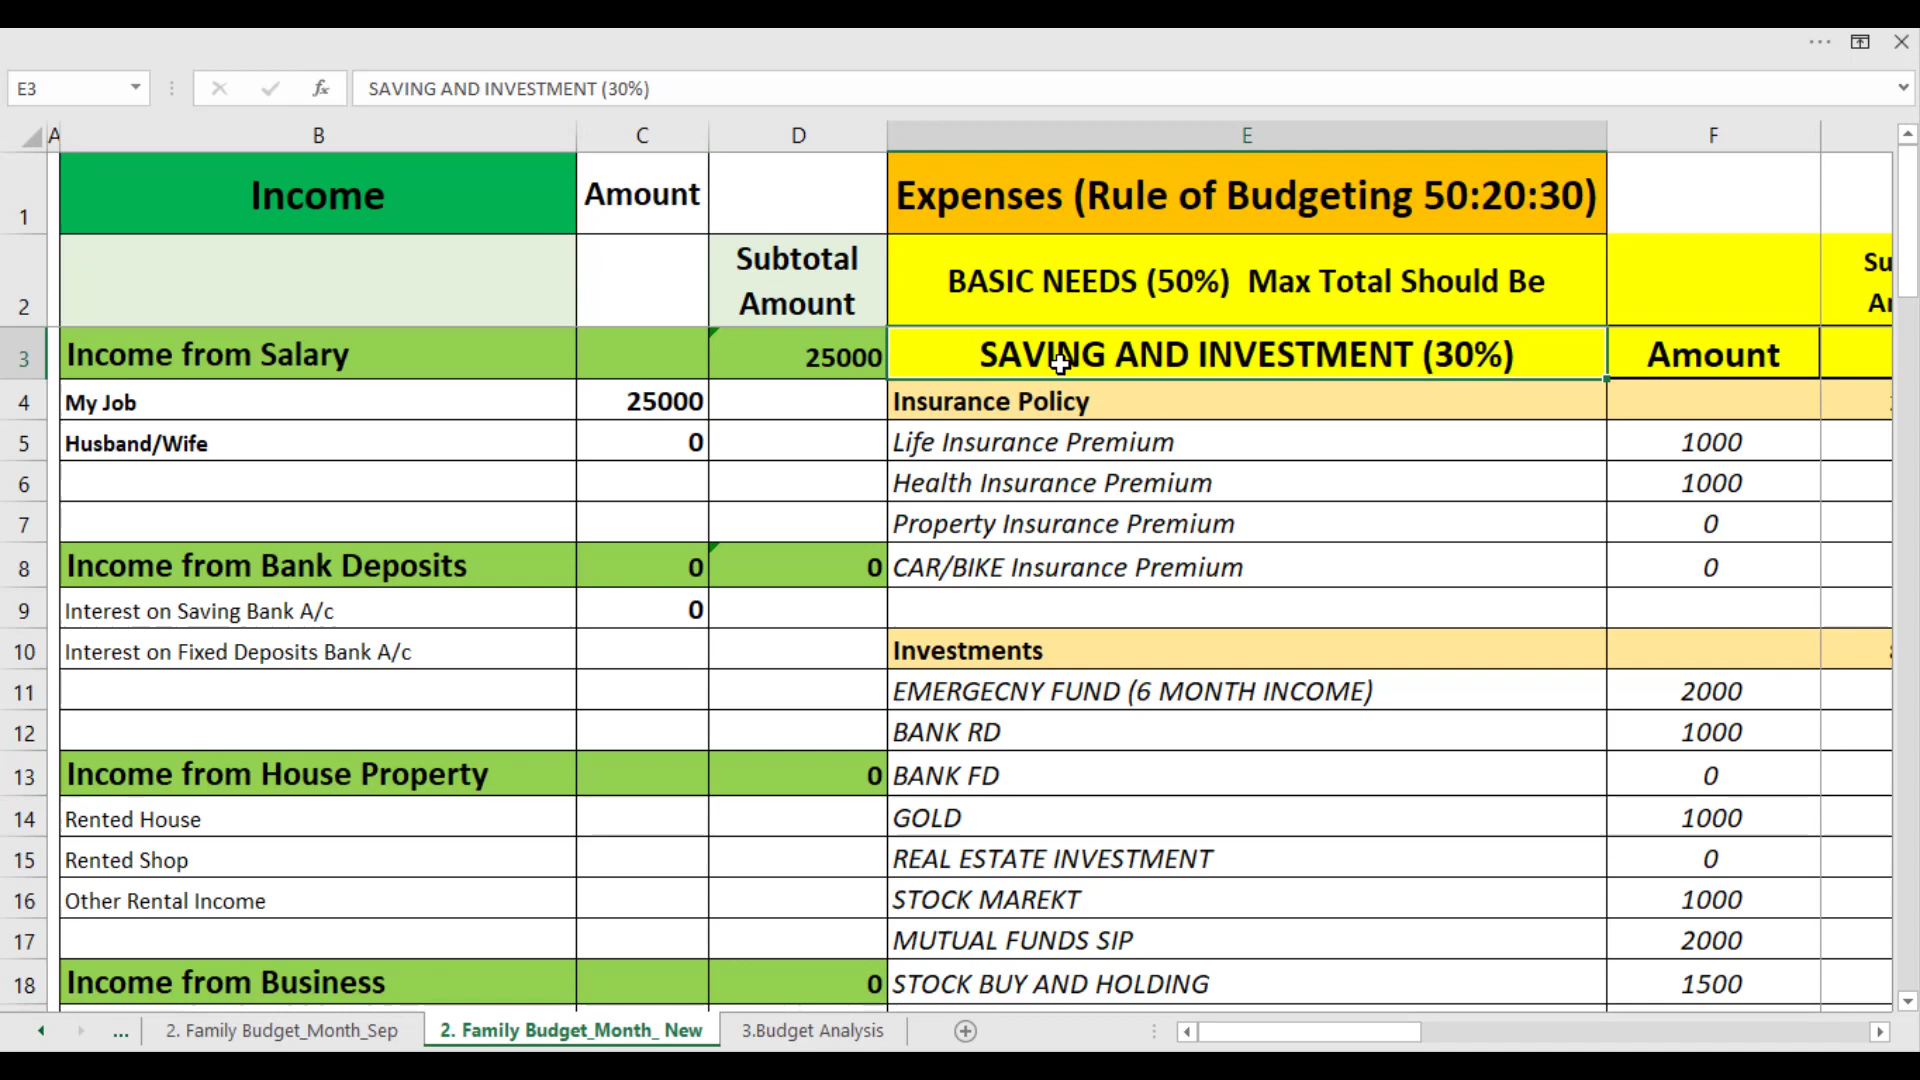 E3 fx SAVING AND INVESTMENT (30%)
A B C D E F
1 Income Amount Expenses (Rule of Budgeting 50:20:30)
2 Subtotal Amount BASIC NEEDS (50%) Max Total Should Be
3 Income from Salary 25000 SAVING AND INVESTMENT (30%) Amount
4 My Job 25000 Insurance Policy
5 Husband/Wife 0 Life Insurance Premium 1000
6 Health Insurance Premium 1000
7 Property Insurance Premium 0
8 Income from Bank Deposits 0 0 CAR/BIKE Insurance Premium 0
9 Interest on Saving Bank A/c 0
10 Interest on Fixed Deposits Bank A/c Investments
11 EMERGECNY FUND (6 MONTH INCOME) 2000
12 BANK RD 1000
13 Income from House Property 0 BANK FD 0
14 Rented House GOLD 1000
15 Rented Shop REAL ESTATE INVESTMENT 0
16 Other Rental Income STOCK MAREKT 1000
17 MUTUAL FUNDS SIP 2000
18 Income from Business 0 STOCK BUY AND HOLDING 1500
... 2. Family Budget_Month_Sep 2. Family Budget_Month_ New 3.Budget Analysis